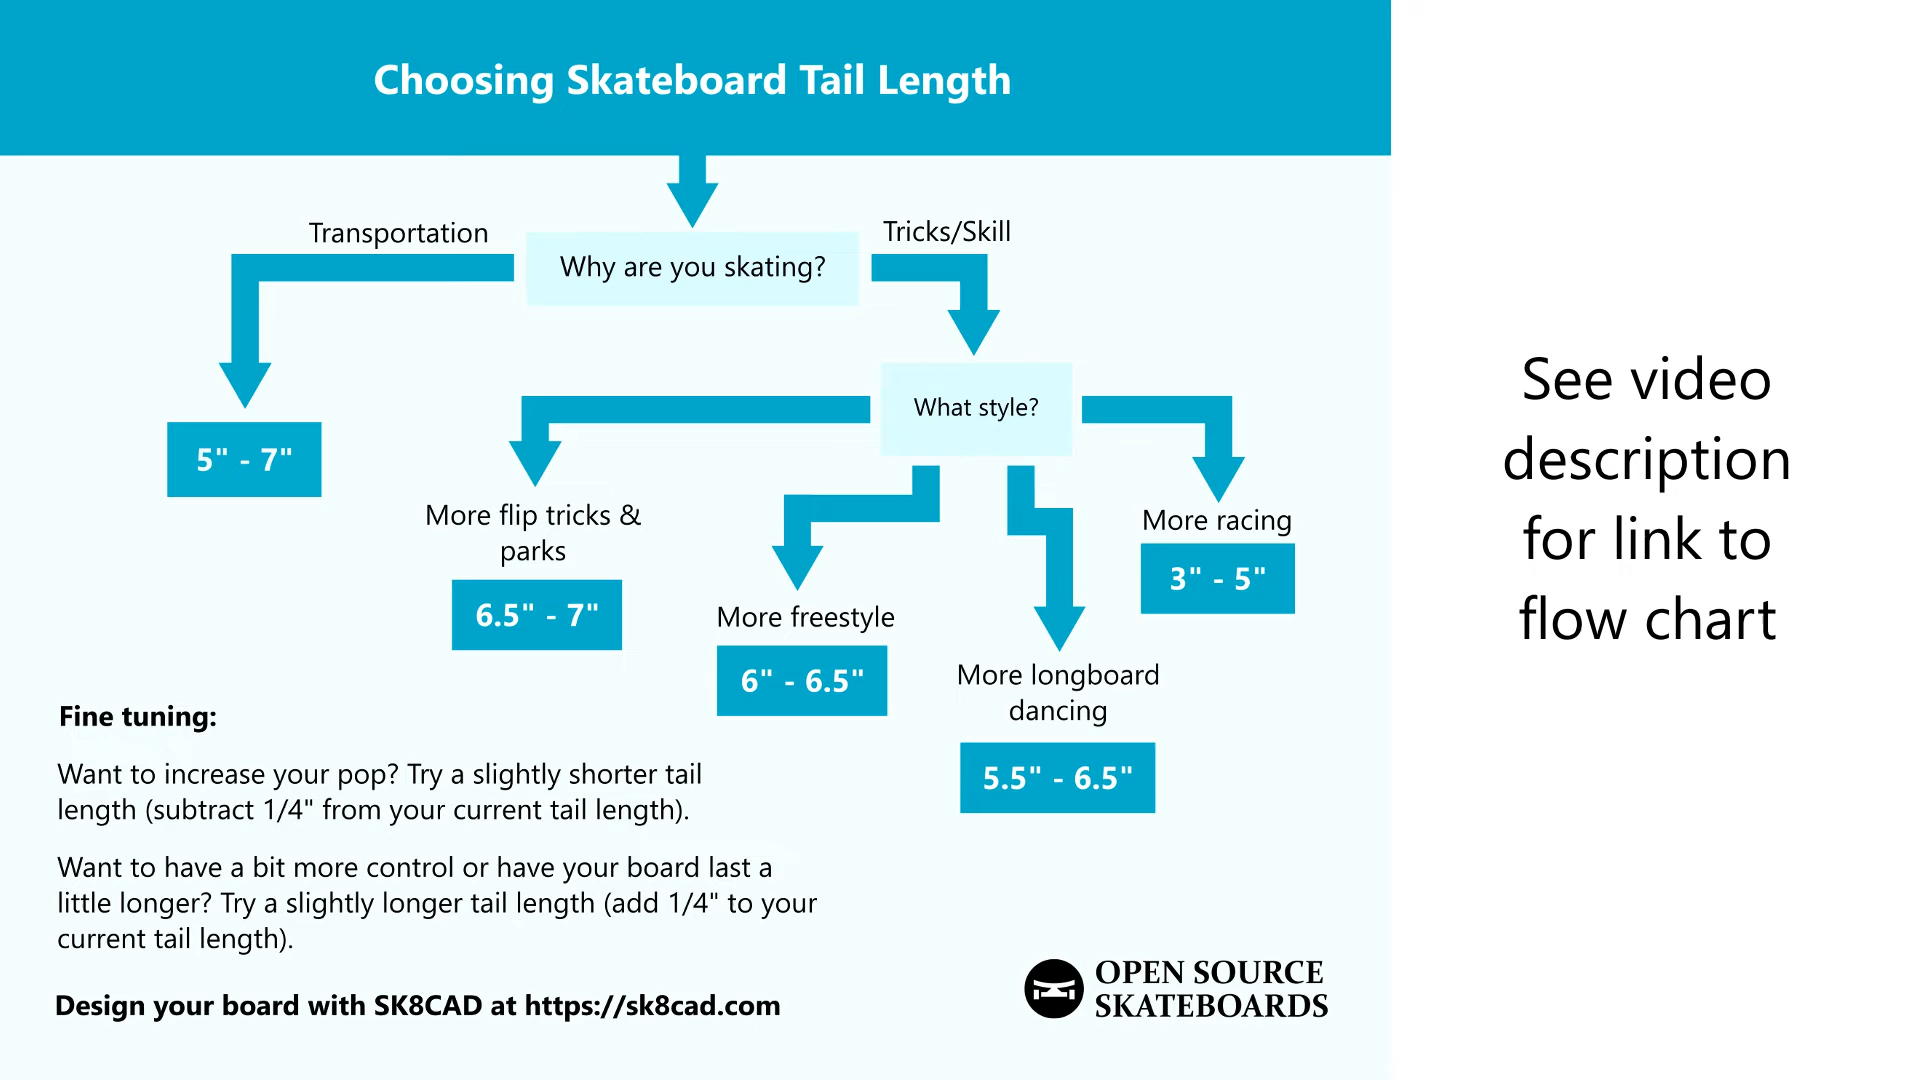 Choosing Skateboard Tail Length
Transportation
Why are you skating?
Tricks/Skill
What style?
5" - 7"
More flip tricks &
parks
6.5" - 7"
More freestyle
6" - 6.5"
More longboard
dancing
5.5" - 6.5"
More racing
3" - 5"
Fine tuning:
Want to increase your pop? Try a slightly shorter tail
length (subtract 1/4" from your current tail length).
Want to have a bit more control or have your board last a
little longer? Try a slightly longer tail length (add 1/4" to your
current tail length).
Design your board with SK8CAD at https://sk8cad.com
OPEN SOURCE
SKATEBOARDS
See video
description
for link to
flow chart